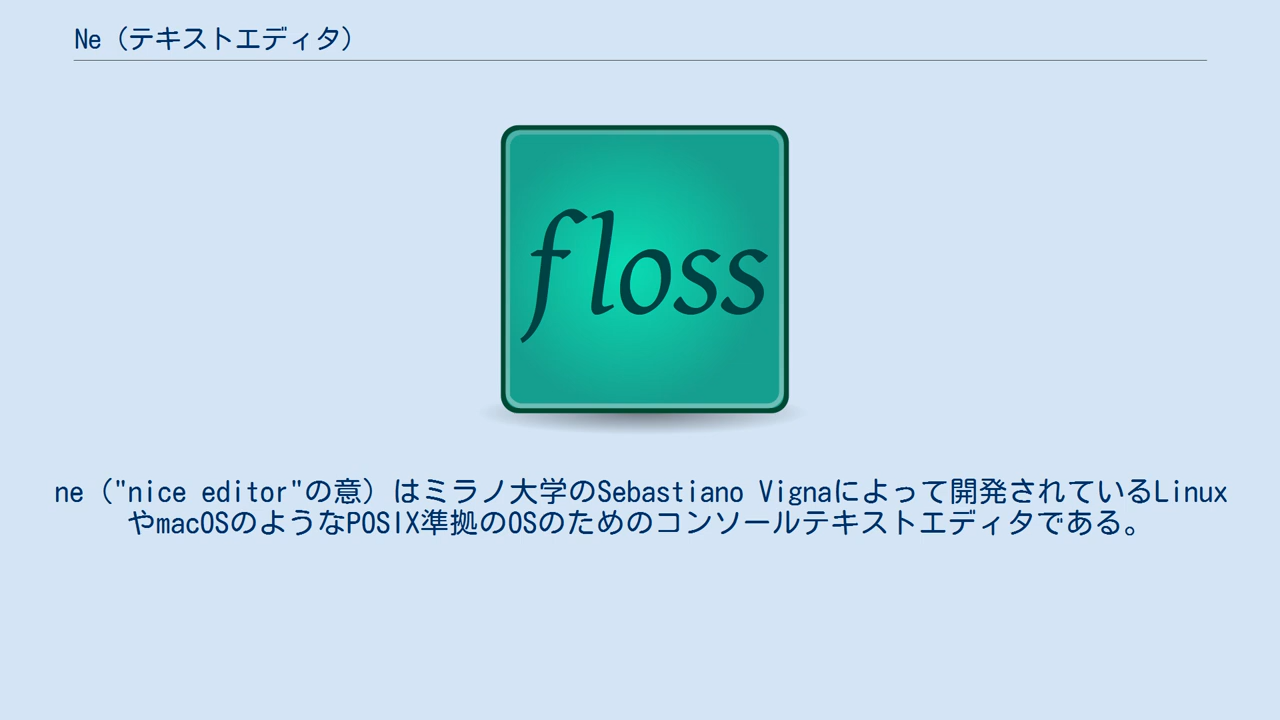 Ne（テキストエディタ）
floss
ne（"nice editor"の意）はミラノ大学のSebastiano Vignaによって開発されているLinux
やmacOSのようなPOSIX準拠のOSのためのコンソールテキストエディタである。